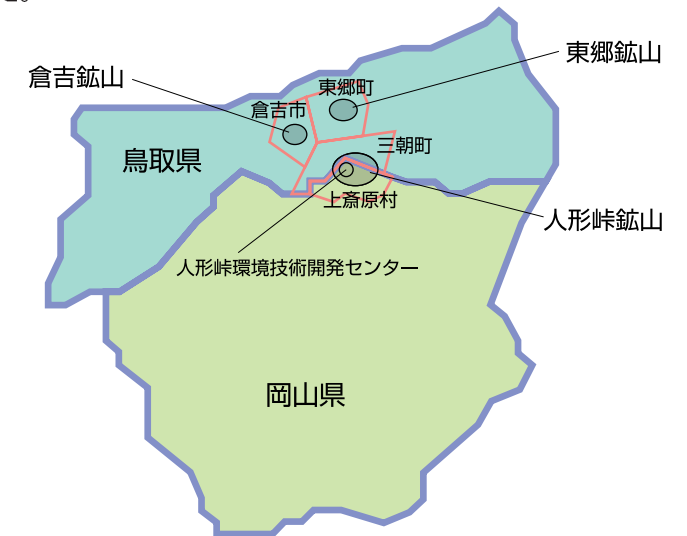 東郷鉱山
倉吉鉱山
東郷町
倉吉市
三朝町
鳥取県
上斎原村
人形峠鉱山
人形峠環境技術開発センター
岡山県